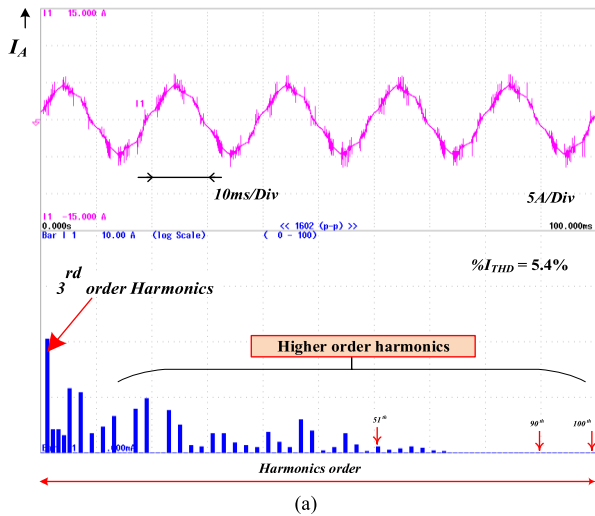 I1 15.000 A
I_A
I1
10ms/Div
5A/Div
I1 -15.000 A
0.000s << 1602 (p-p) >> 100.000ms
Bar I 1 10.00 A (log Scale) ( 0 - 100)
%I_THD = 5.4%
3rd order Harmonics
Higher order harmonics
51th
90th
100th
Harmonics order
(a)